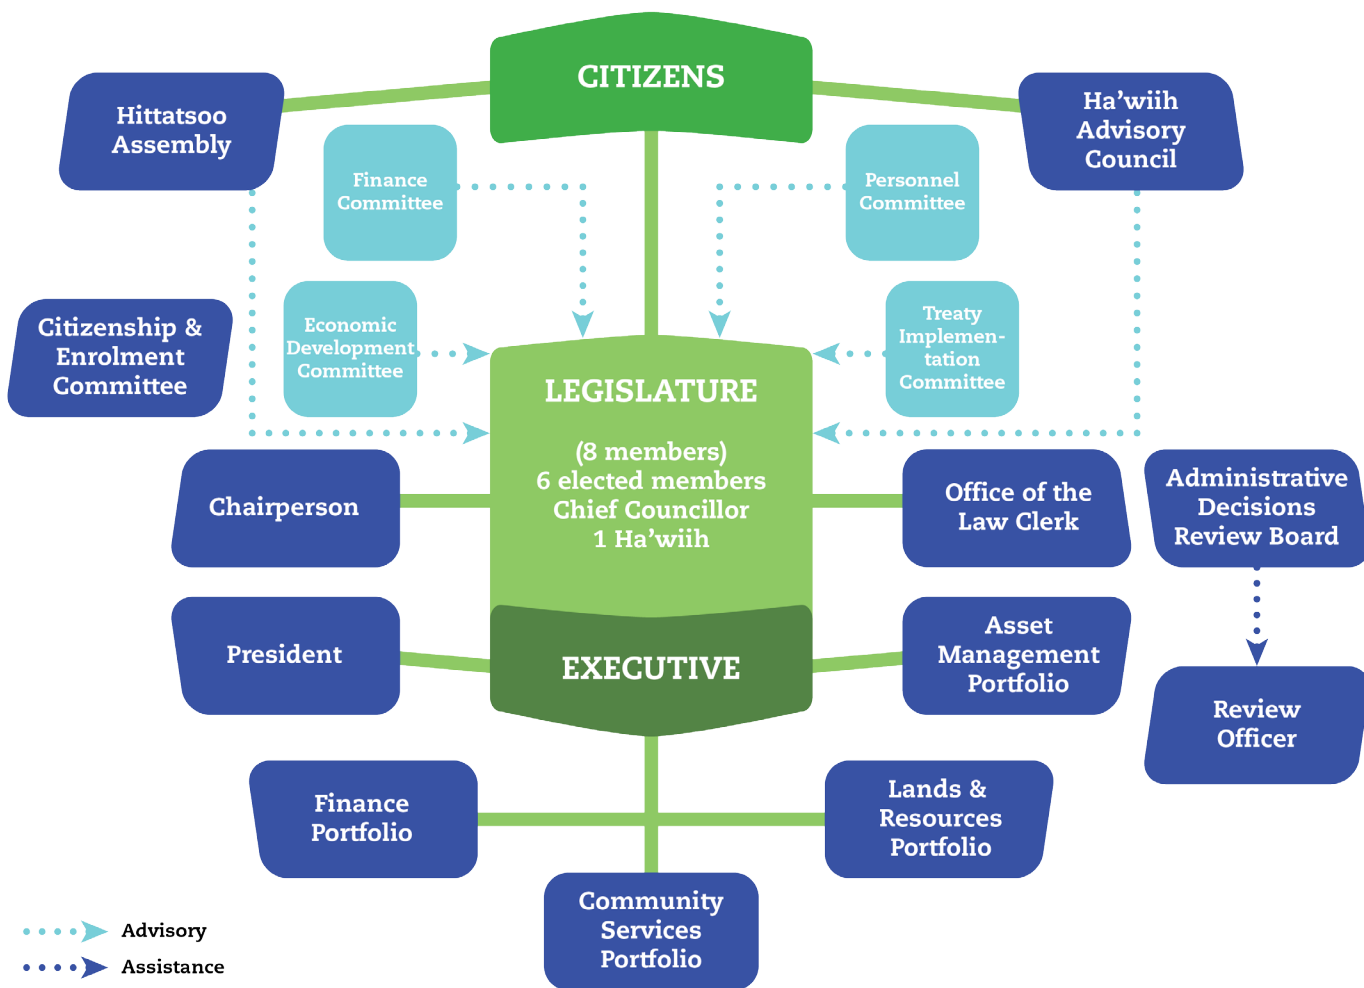 CITIZENS
Hittatsoo
Assembly
Ha’wiih
Advisory
Council
Finance
Committee
Personnel
Committee
Citizenship &
Enrolment
Committee
Economic
Development
Committee
Treaty
Implemen-
tation
Committee
LEGISLATURE
(8 members)
6 elected members
Chief Councillor
1 Ha’wiih
Chairperson
Office of the
Law Clerk
Administrative
Decisions
Review Board
President
EXECUTIVE
Asset
Management
Portfolio
Review
Officer
Finance
Portfolio
Lands &
Resources
Portfolio
Community
Services
Portfolio
Advisory
Assistance